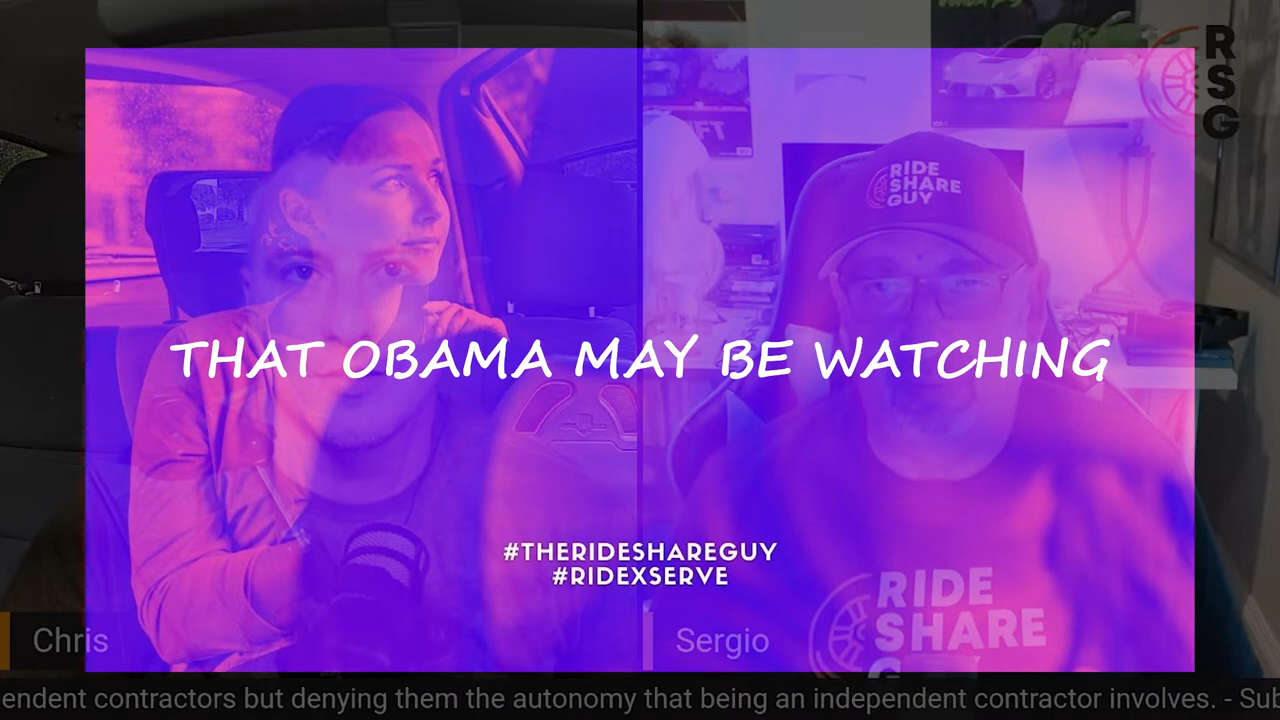 R
S
G
FT
RIDE
SHARE
GUY
THAT OBAMA MAY BE WATCHING
#THERIDESHAREGUY
#RIDEXSERVE
RIDE
SHARE
G
Chris
Sergio
endent contractors but denying them the autonomy that being an independent contractor involves. - Sub